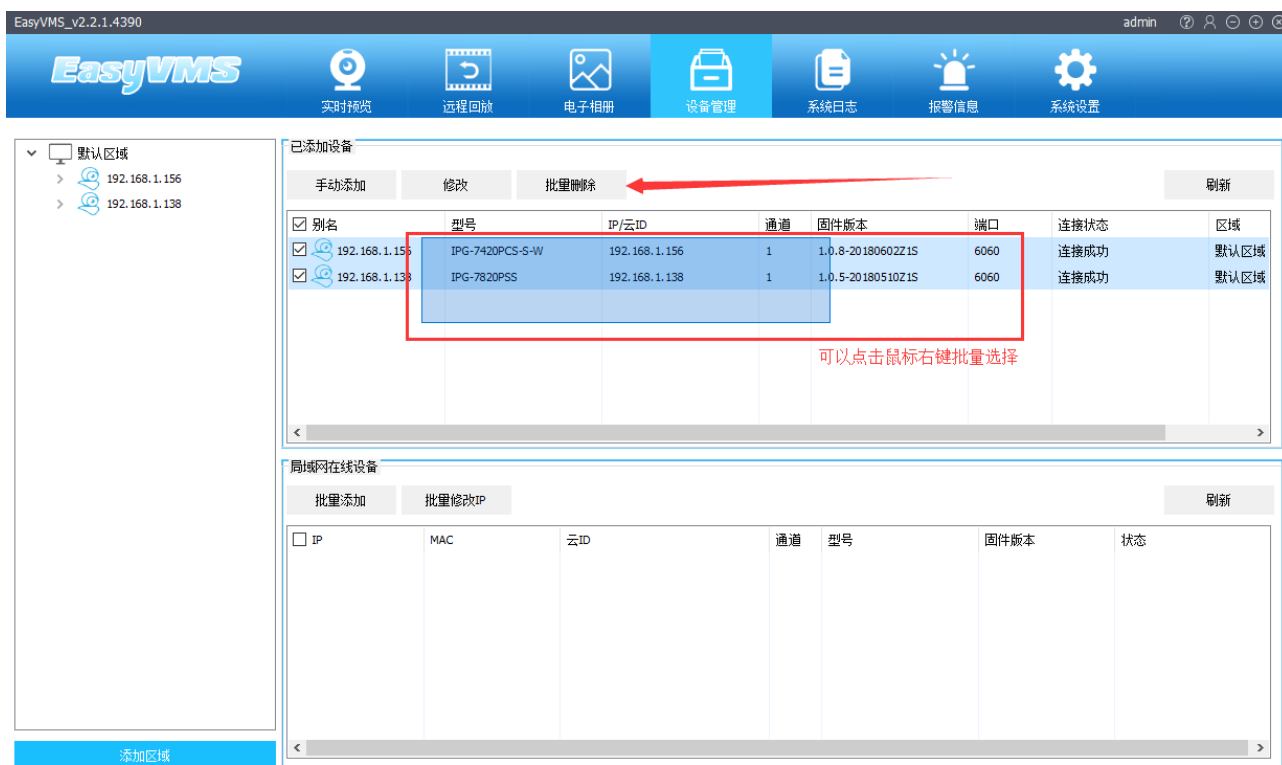 EasyVMS_v2.2.1.4390 admin
EasyVMS
实时预览 远程回放 电子相册 设备管理 系统日志 报警信息 系统设置
默认区域
192.168.1.156
192.168.1.138
已添加设备
手动添加 修改 批量删除 刷新
别名 型号 IP/云ID 通道 固件版本 端口 连接状态 区域
192.168.1.156 IPG-7420PCS-S-W 192.168.1.156 1 1.0.8-20180602Z1S 6060 连接成功 默认区域
192.168.1.138 IPG-7820PSS 192.168.1.138 1 1.0.5-20180510Z1S 6060 连接成功 默认区域
可以点击鼠标右键批量选择
局域网在线设备
批量添加 批量修改IP 刷新
IP MAC 云ID 通道 型号 固件版本 状态
添加区域